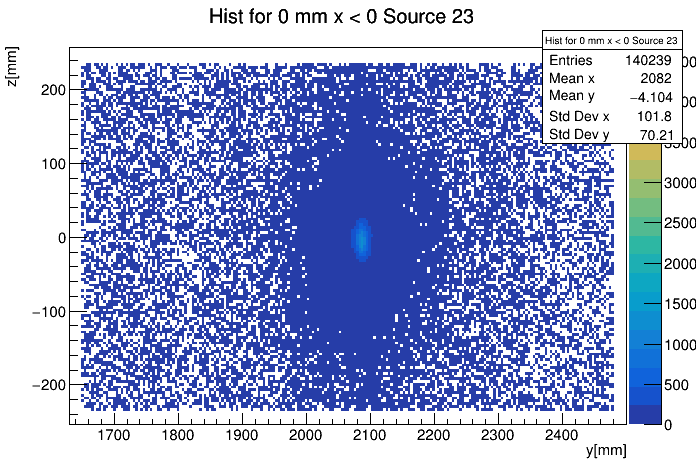 Hist for 0 mm x < 0 Source 23
Hist for 0 mm x < 0 Source 23
Entries 140239
Mean x 2082
Mean y −4.104
Std Dev x 101.8
Std Dev y 70.21
z[mm]
200
100
0
−100
−200
1700 1800 1900 2000 2100 2200 2300 2400
y[mm]
3000
2500
2000
1500
1000
500
0